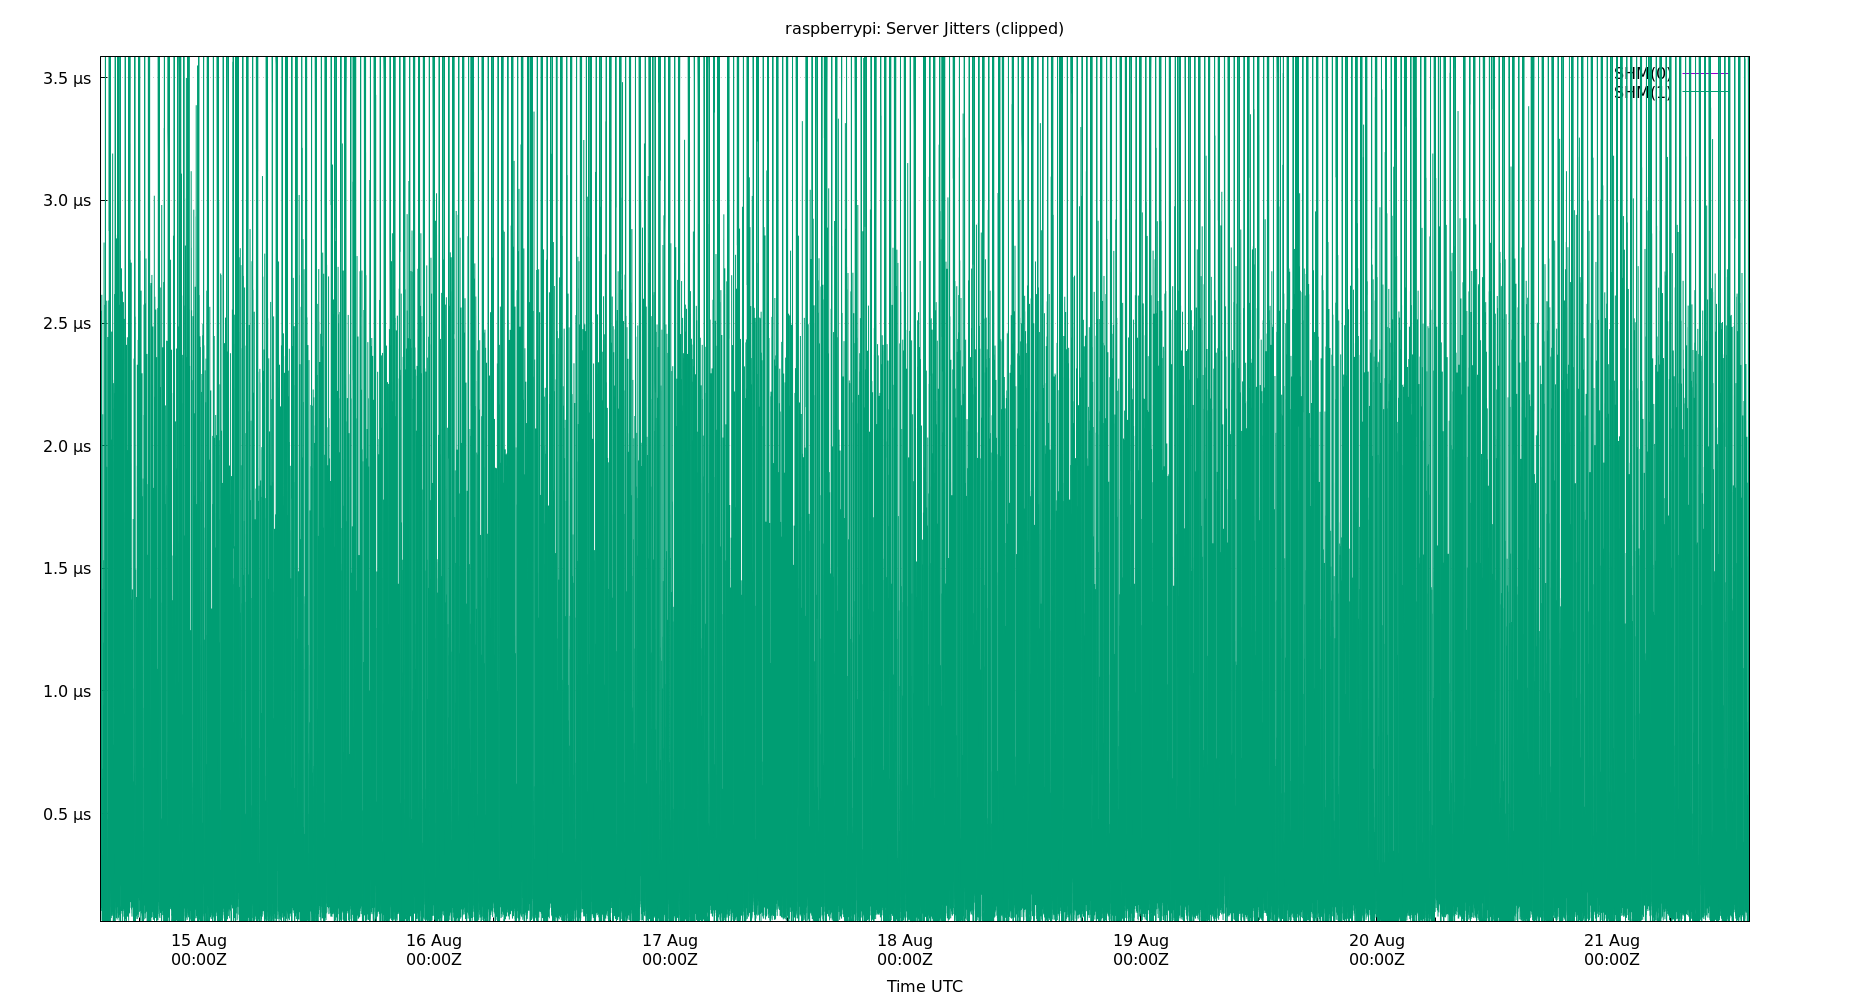 raspberrypi: Server Jitters (clipped)
SHM(0)
SHM(1)
3.5 µs
3.0 µs
2.5 µs
2.0 µs
1.5 µs
1.0 µs
0.5 µs
15 Aug 16 Aug 17 Aug 18 Aug 19 Aug 20 Aug 21 Aug
00:00Z 00:00Z 00:00Z 00:00Z 00:00Z 00:00Z 00:00Z
Time UTC